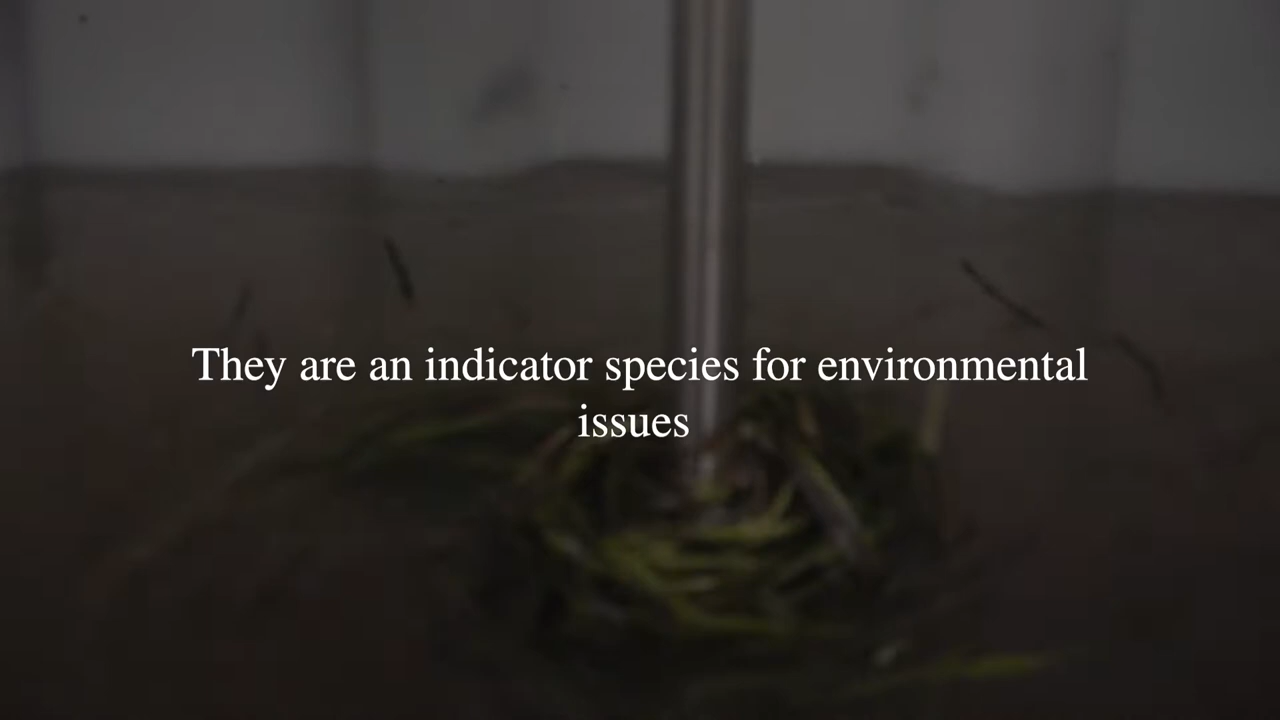 They are an indicator species for environmental
issues